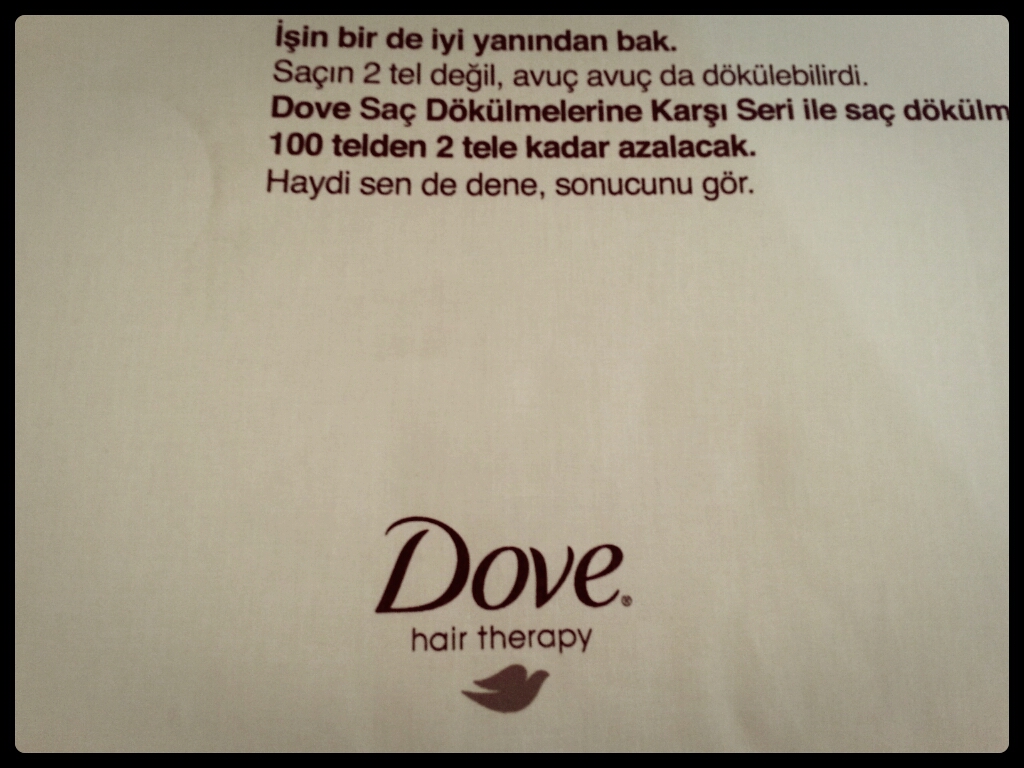 İşin bir de iyi yanından bak.
Saçın 2 tel değil, avuç avuç da dökülebilirdi.
Dove Saç Dökülmelerine Karşı Seri ile saç dökülm
100 telden 2 tele kadar azalacak.
Haydi sen de dene, sonucunu gör.
Dove®
hair therapy